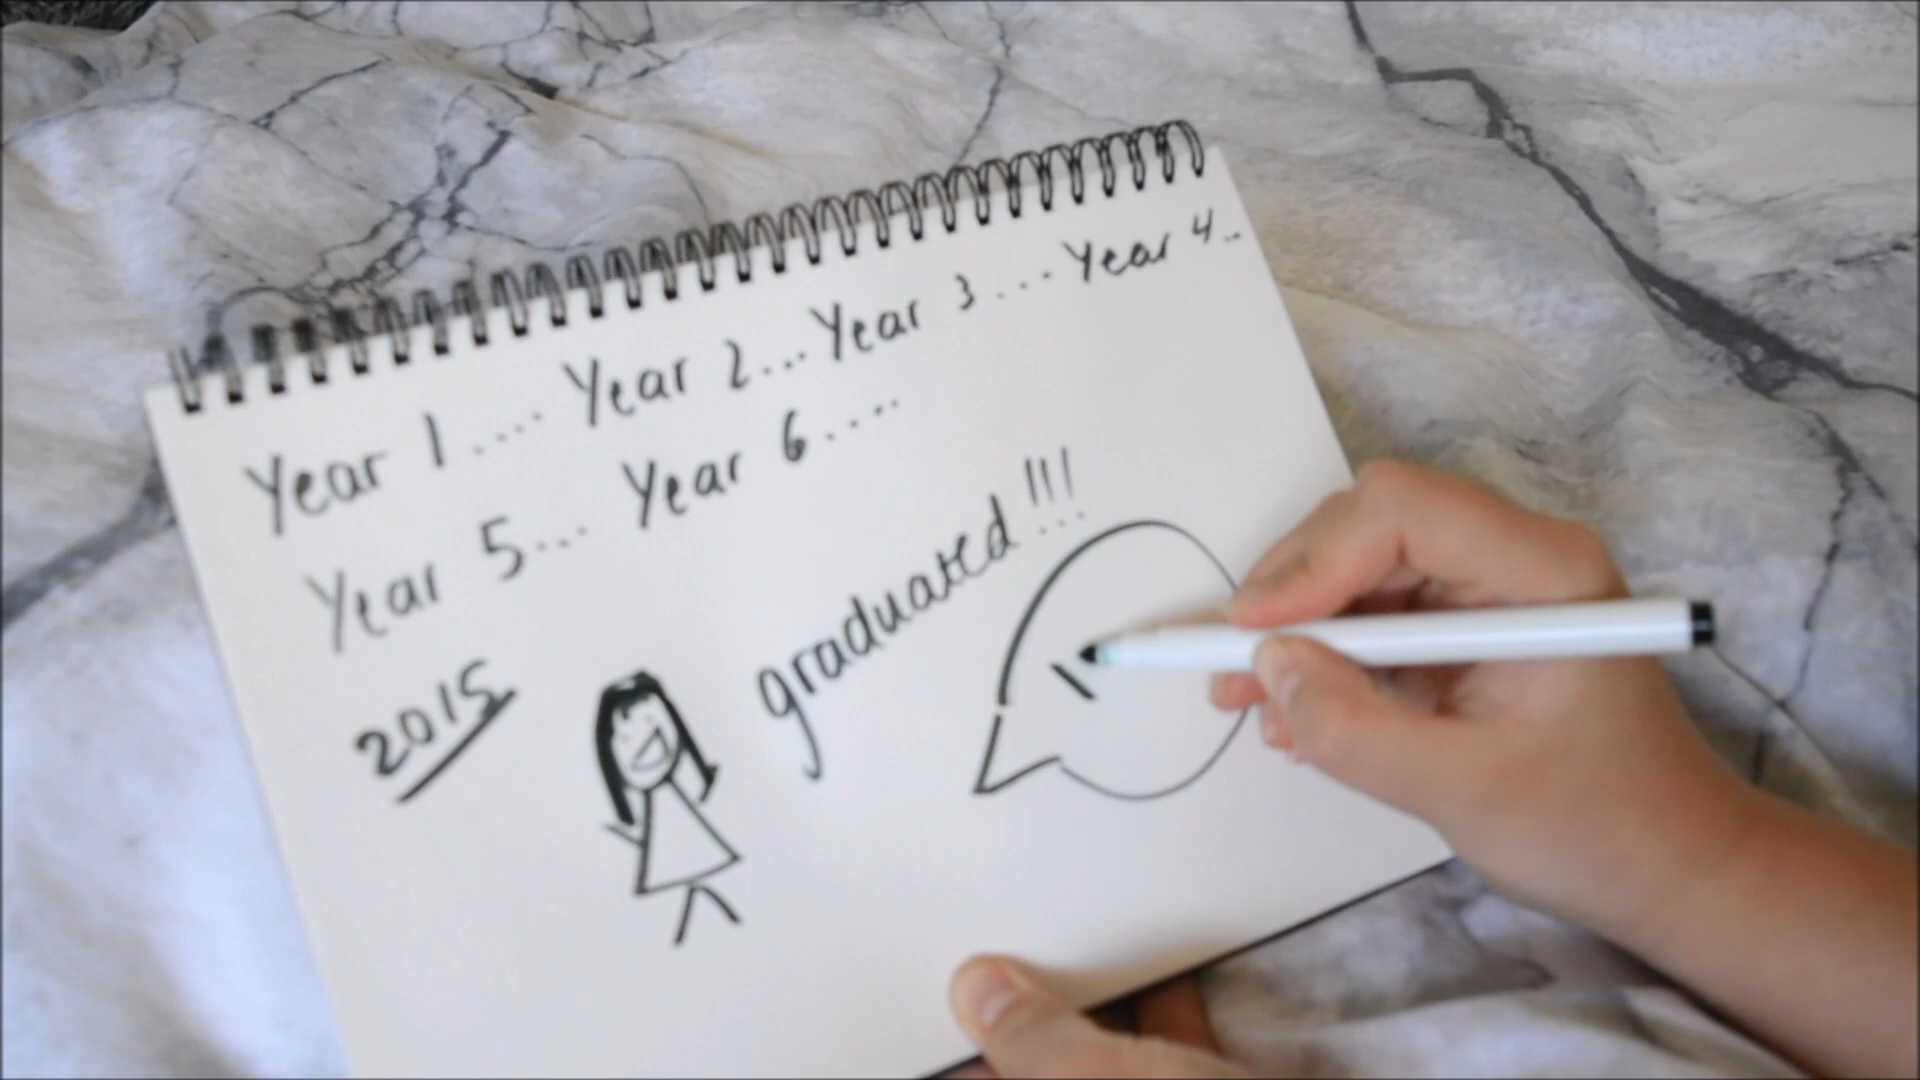 Year 1.... Year 2... Year 3.... Year 4..
Year 5... Year 6....
graduated!!!
2015